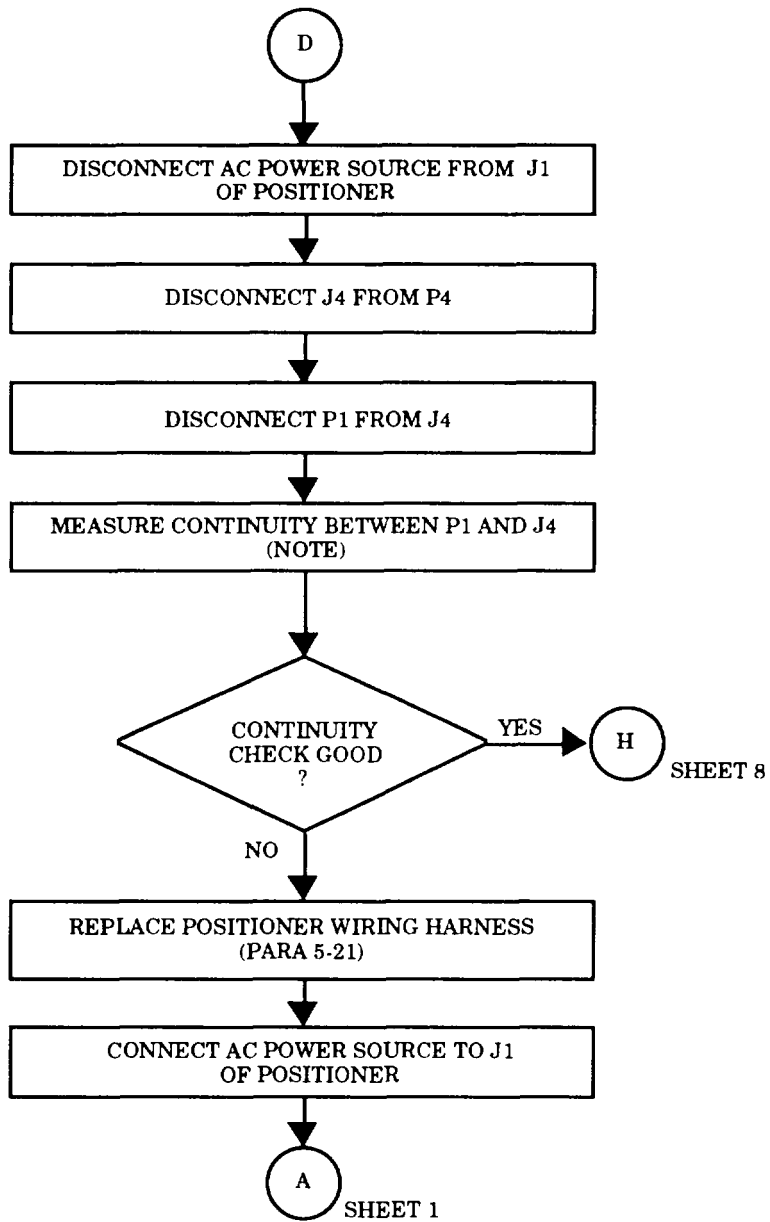 D
DISCONNECT AC POWER SOURCE FROM J1
OF POSITIONER
DISCONNECT J4 FROM P4
DISCONNECT P1 FROM J4
MEASURE CONTINUITY BETWEEN P1 AND J4
(NOTE)
CONTINUITY
CHECK GOOD
?
YES
H
SHEET 8
NO
REPLACE POSITIONER WIRING HARNESS
(PARA 5-21)
CONNECT AC POWER SOURCE TO J1
OF POSITIONER
A
SHEET 1